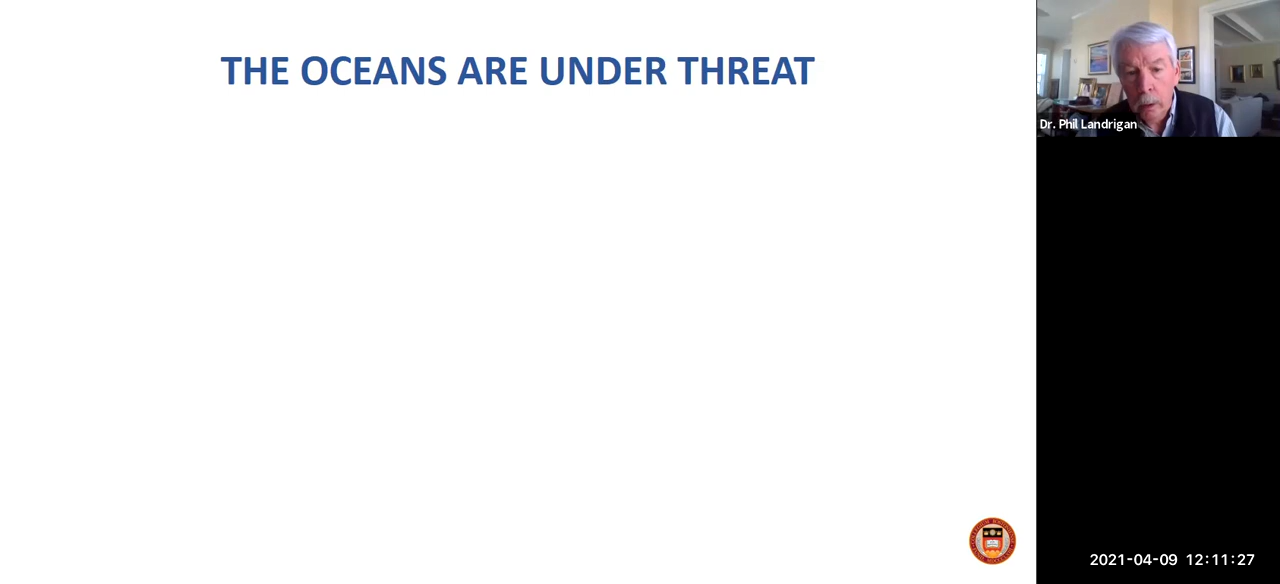 THE OCEANS ARE UNDER THREAT
Dr. Phil Landrigan
2021-04-09 12:11:27